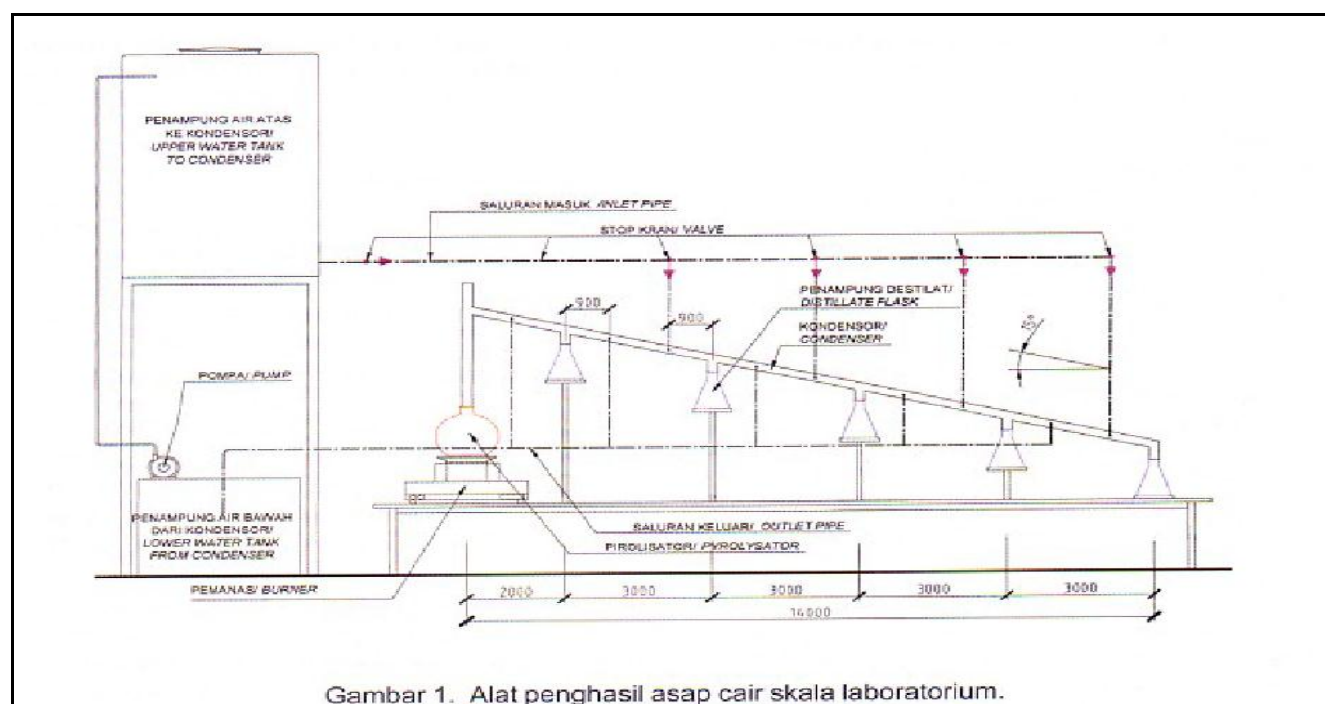 PENAMPUNG AIR ATAS
KE KONDENSOR/
UPPER WATER TANK
TO CONDENSER
SALURAN MASUK /INLET PIPE
STOP KRAN/ VALVE
PENAMPUNG DESTILAT/
DISTILLATE FLASK
900
900
KONDENSOR/
CONDENSER
POMPA/ PUMP
PENAMPUNG AIR BAWAH
DARI KONDENSOR/
LOWER WATER TANK
FROM CONDENSER
SALURAN KELUAR/ OUTLET PIPE
PIROLISATOR/ PYROLYSATOR
PEMANAS/ BURNER
2000
3000
3000
3000
3000
14000
Gambar 1. Alat penghasil asap cair skala laboratorium.